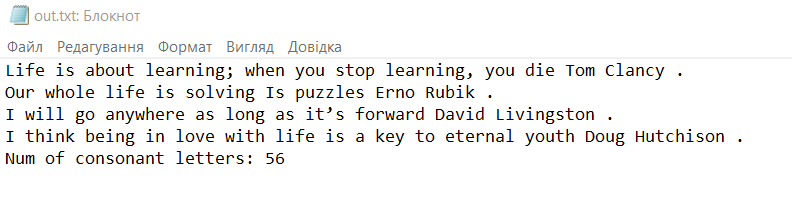 out.txt: Блокнот
Файл Редагування Формат Вигляд Довідка
Life is about learning; when you stop learning, you die Tom Clancy .
Our whole life is solving Is puzzles Erno Rubik .
I will go anywhere as long as it’s forward David Livingston .
I think being in love with life is a key to eternal youth Doug Hutchison .
Num of consonant letters: 56